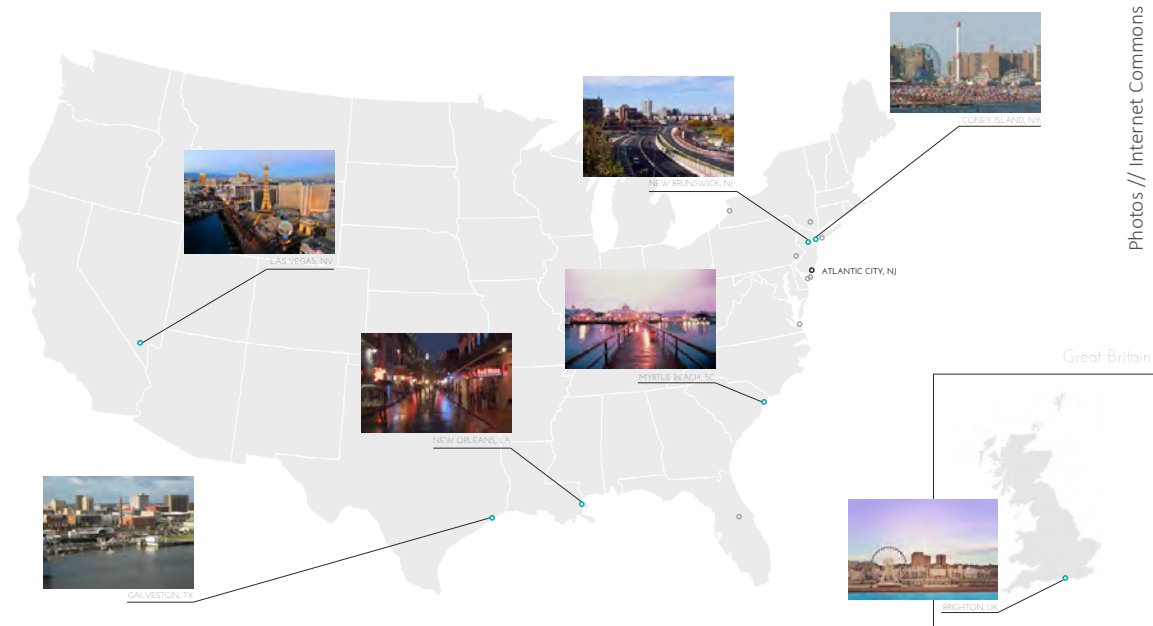 Photos // Internet Commons
CONEY ISLAND, NY
NEW BRUNSWICK, NJ
LAS VEGAS, NV
ATLANTIC CITY, NJ
Great Britain
MYRTLE BEACH, SC
NEW ORLEANS, LA
GALVESTON, TX
BRIGHTON, UK